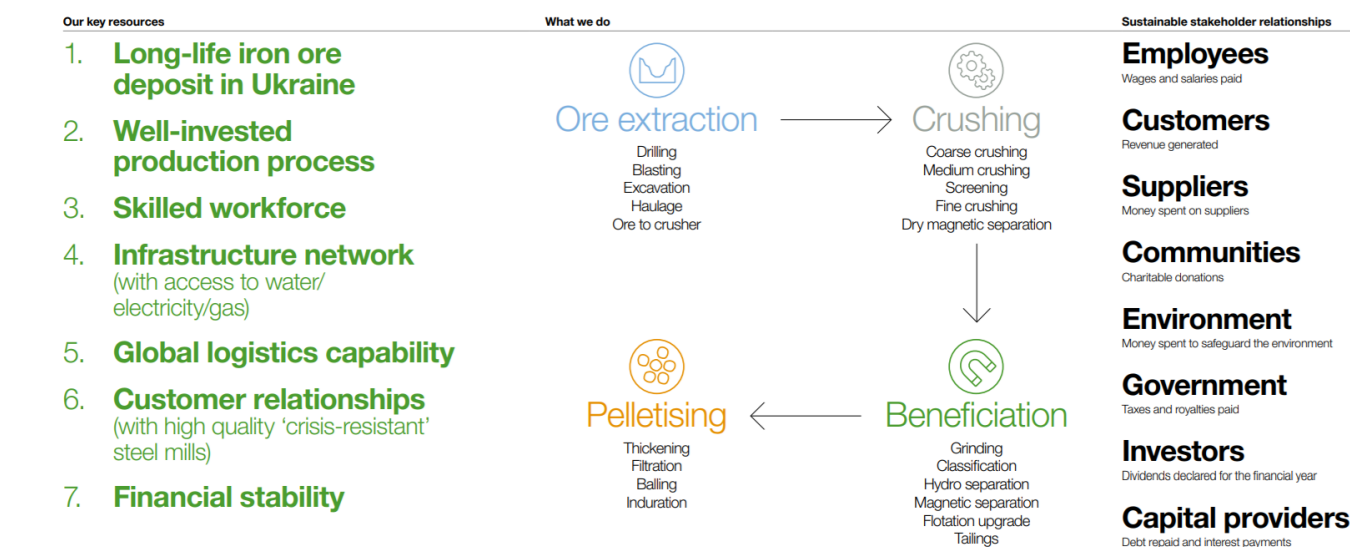 Our key resources
1. Long-life iron ore
deposit in Ukraine
2. Well-invested
production process
3. Skilled workforce
4. Infrastructure network
(with access to water/
electricity/gas)
5. Global logistics capability
6. Customer relationships
(with high quality ‘crisis-resistant’
steel mills)
7. Financial stability
What we do
Ore extraction
Drilling
Blasting
Excavation
Haulage
Ore to crusher
Crushing
Coarse crushing
Medium crushing
Screening
Fine crushing
Dry magnetic separation
Beneficiation
Grinding
Classification
Hydro separation
Magnetic separation
Flotation upgrade
Tailings
Pelletising
Thickening
Filtration
Balling
Induration
Sustainable stakeholder relationships
Employees
Wages and salaries paid
Customers
Revenue generated
Suppliers
Money spent on suppliers
Communities
Charitable donations
Environment
Money spent to safeguard the environment
Government
Taxes and royalties paid
Investors
Dividends declared for the financial year
Capital providers
Debt repaid and interest payments